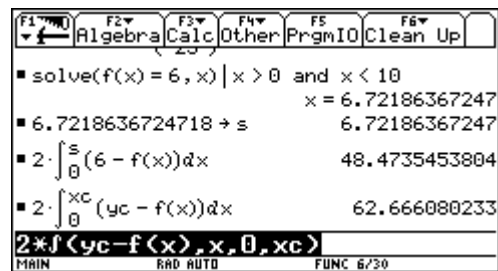 F1 F2 F3 F4 F5 F6
Algebra Calc Other PrgmIO Clean Up
▪ solve(f(x) = 6, x) | x > 0 and x < 10
x = 6.72186367247
▪ 6.7218636724718 → s 6.72186367247
▪ 2·∫₀ˢ(6 − f(x))dx 48.4735453804
▪ 2·∫₀ˣᶜ(yc − f(x))dx 62.666080233
2*∫(yc-f(x),x,0,xc)
MAIN RAD AUTO FUNC 6/30